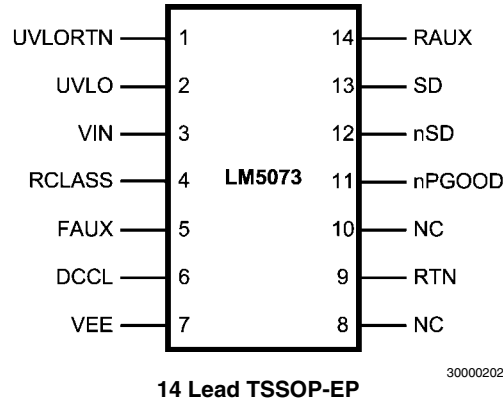 UVLORTN 1 14 RAUX
UVLO 2 13 SD
VIN 3 12 nSD
RCLASS 4 LM5073 11 nPGOOD
FAUX 5 10 NC
DCCL 6 9 RTN
VEE 7 8 NC
30000202
14 Lead TSSOP-EP